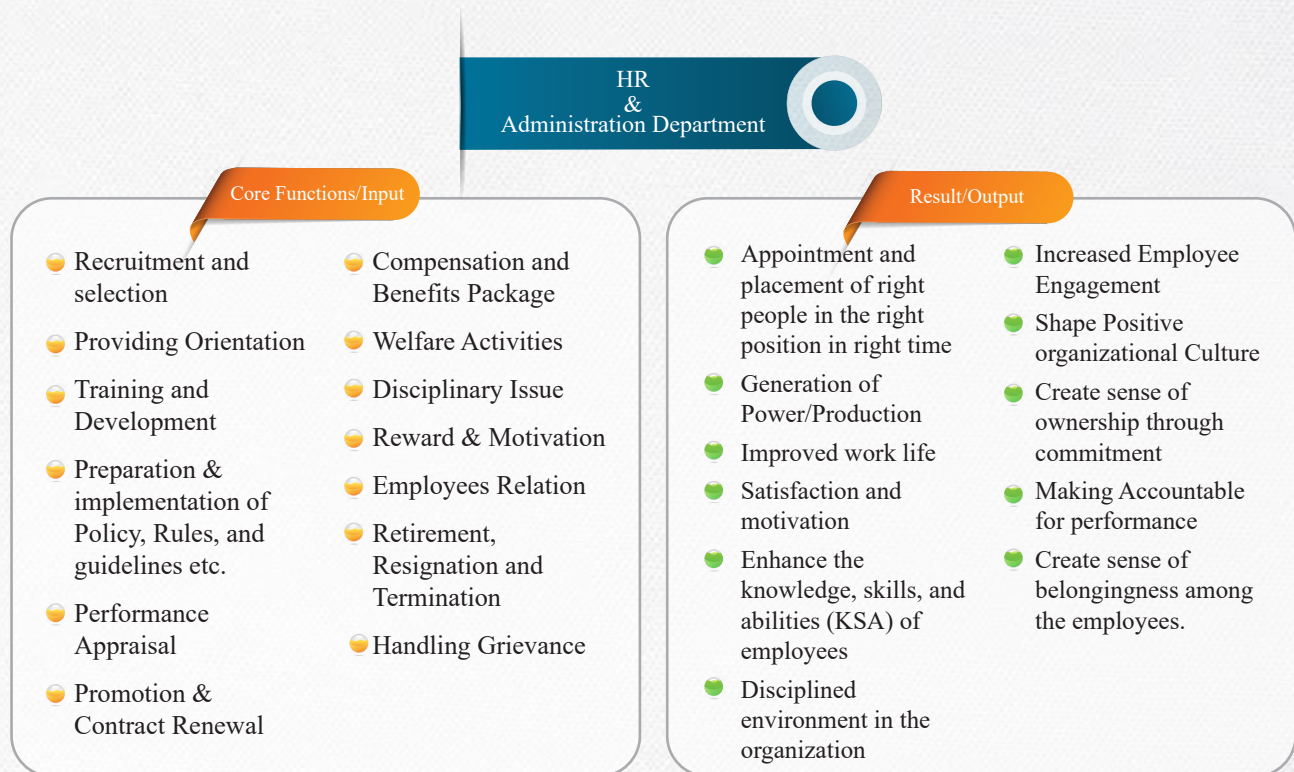 HR
&
Administration Department
Core Functions/Input
Recruitment and
selection
Providing Orientation
Training and
Development
Preparation &
implementation of
Policy, Rules, and
guidelines etc.
Performance
Appraisal
Promotion &
Contract Renewal
Compensation and
Benefits Package
Welfare Activities
Disciplinary Issue
Reward & Motivation
Employees Relation
Retirement,
Resignation and
Termination
Handling Grievance
Result/Output
Appointment and
placement of right
people in the right
position in right time
Generation of
Power/Production
Improved work life
Satisfaction and
motivation
Enhance the
knowledge, skills, and
abilities (KSA) of
employees
Disciplined
environment in the
organization
Increased Employee
Engagement
Shape Positive
organizational Culture
Create sense of
ownership through
commitment
Making Accountable
for performance
Create sense of
belongingness among
the employees.